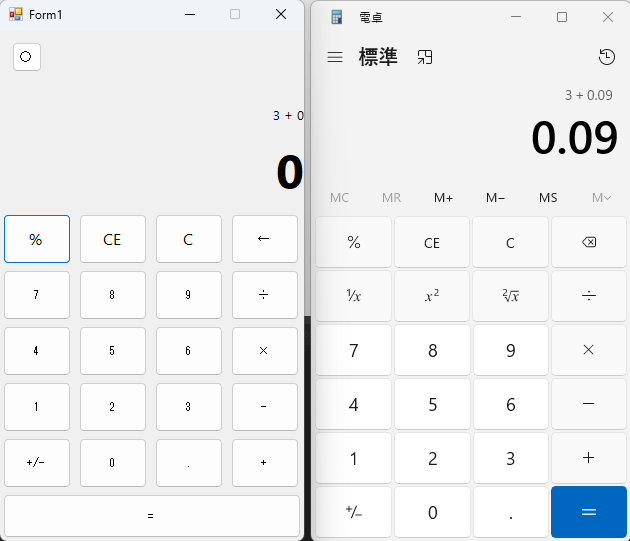 Form1
3 + 0
0
% CE C ←
7 8 9 ÷
4 5 6 ×
1 2 3 -
+/- 0 . +
=
電卓
標準
3 + 0.09
0.09
MC MR M+ M− MS M
% CE C
¹/x x² ²√x ÷
7 8 9 ×
4 5 6 −
1 2 3 +
+/− 0 . =